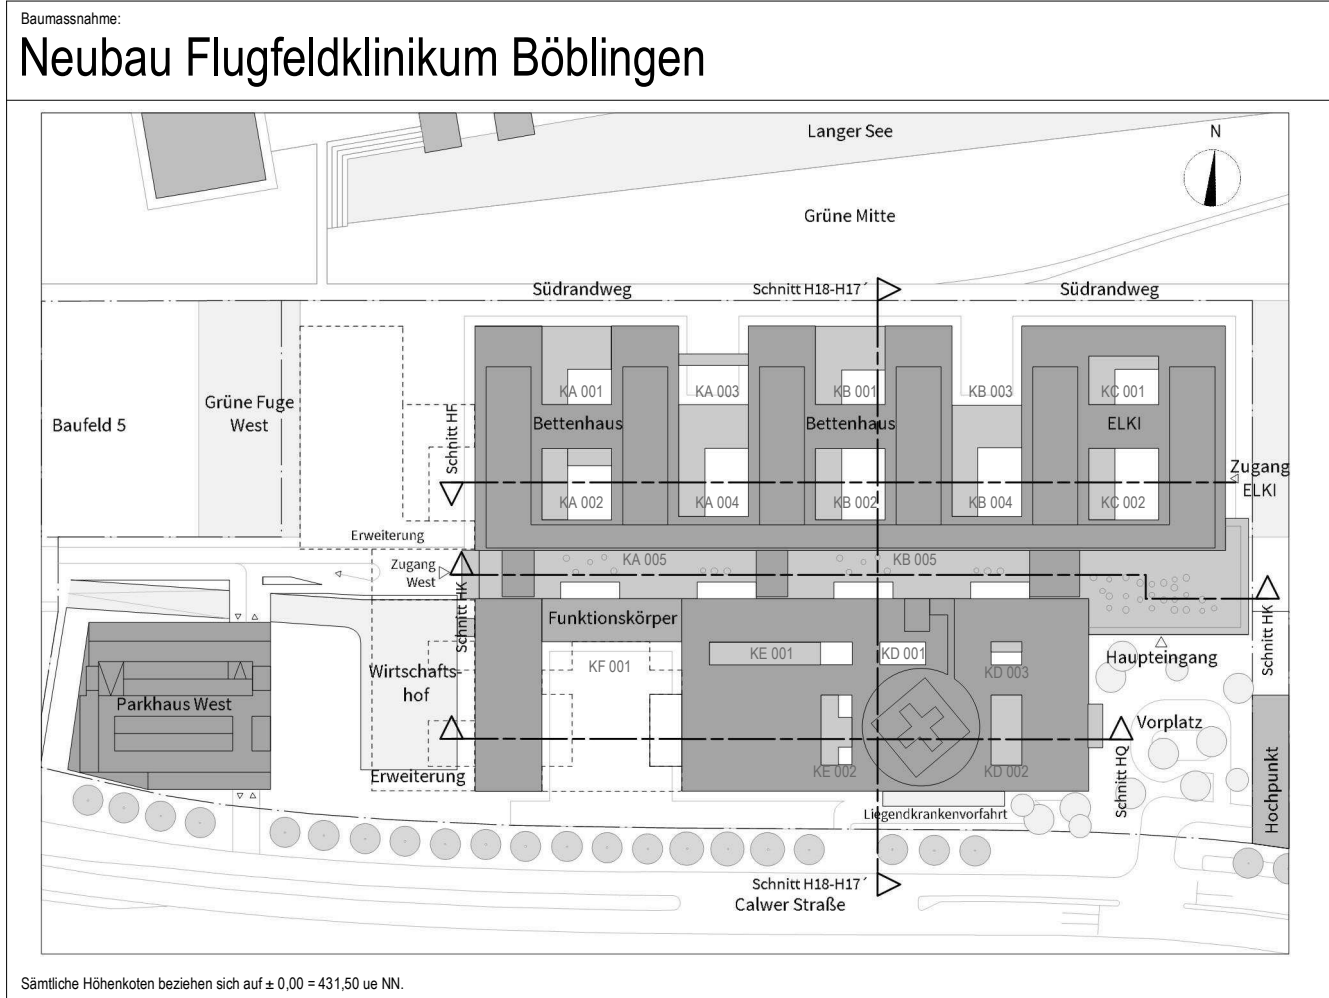 Baumassnahme:
Neubau Flugfeldklinikum Böblingen
Langer See
N
Grüne Mitte
Südrandweg
Schnitt H18-H17´
Südrandweg
KA 001
KA 003
KB 001
KB 003
KC 001
Grüne Fuge
West
Baufeld 5
Schnitt HF
Bettenhaus
Bettenhaus
ELKI
Zugang
ELKI
KA 002
KA 004
KB 002
KB 004
KC 002
Erweiterung
Zugang
West
KA 005
KB 005
Schnitt HK
Schnitt HK
Funktionskörper
KE 001
KD 001
KF 001
KD 003
Haupteingang
Wirtschafts-
hof
Parkhaus West
Vorplatz
Erweiterung
KE 002
KD 002
Schnitt HQ
Hochpunkt
Liegendkrankenvorfahrt
Schnitt H18-H17´
Calwer Straße
Sämtliche Höhenkoten beziehen sich auf ± 0,00 = 431,50 ue NN.